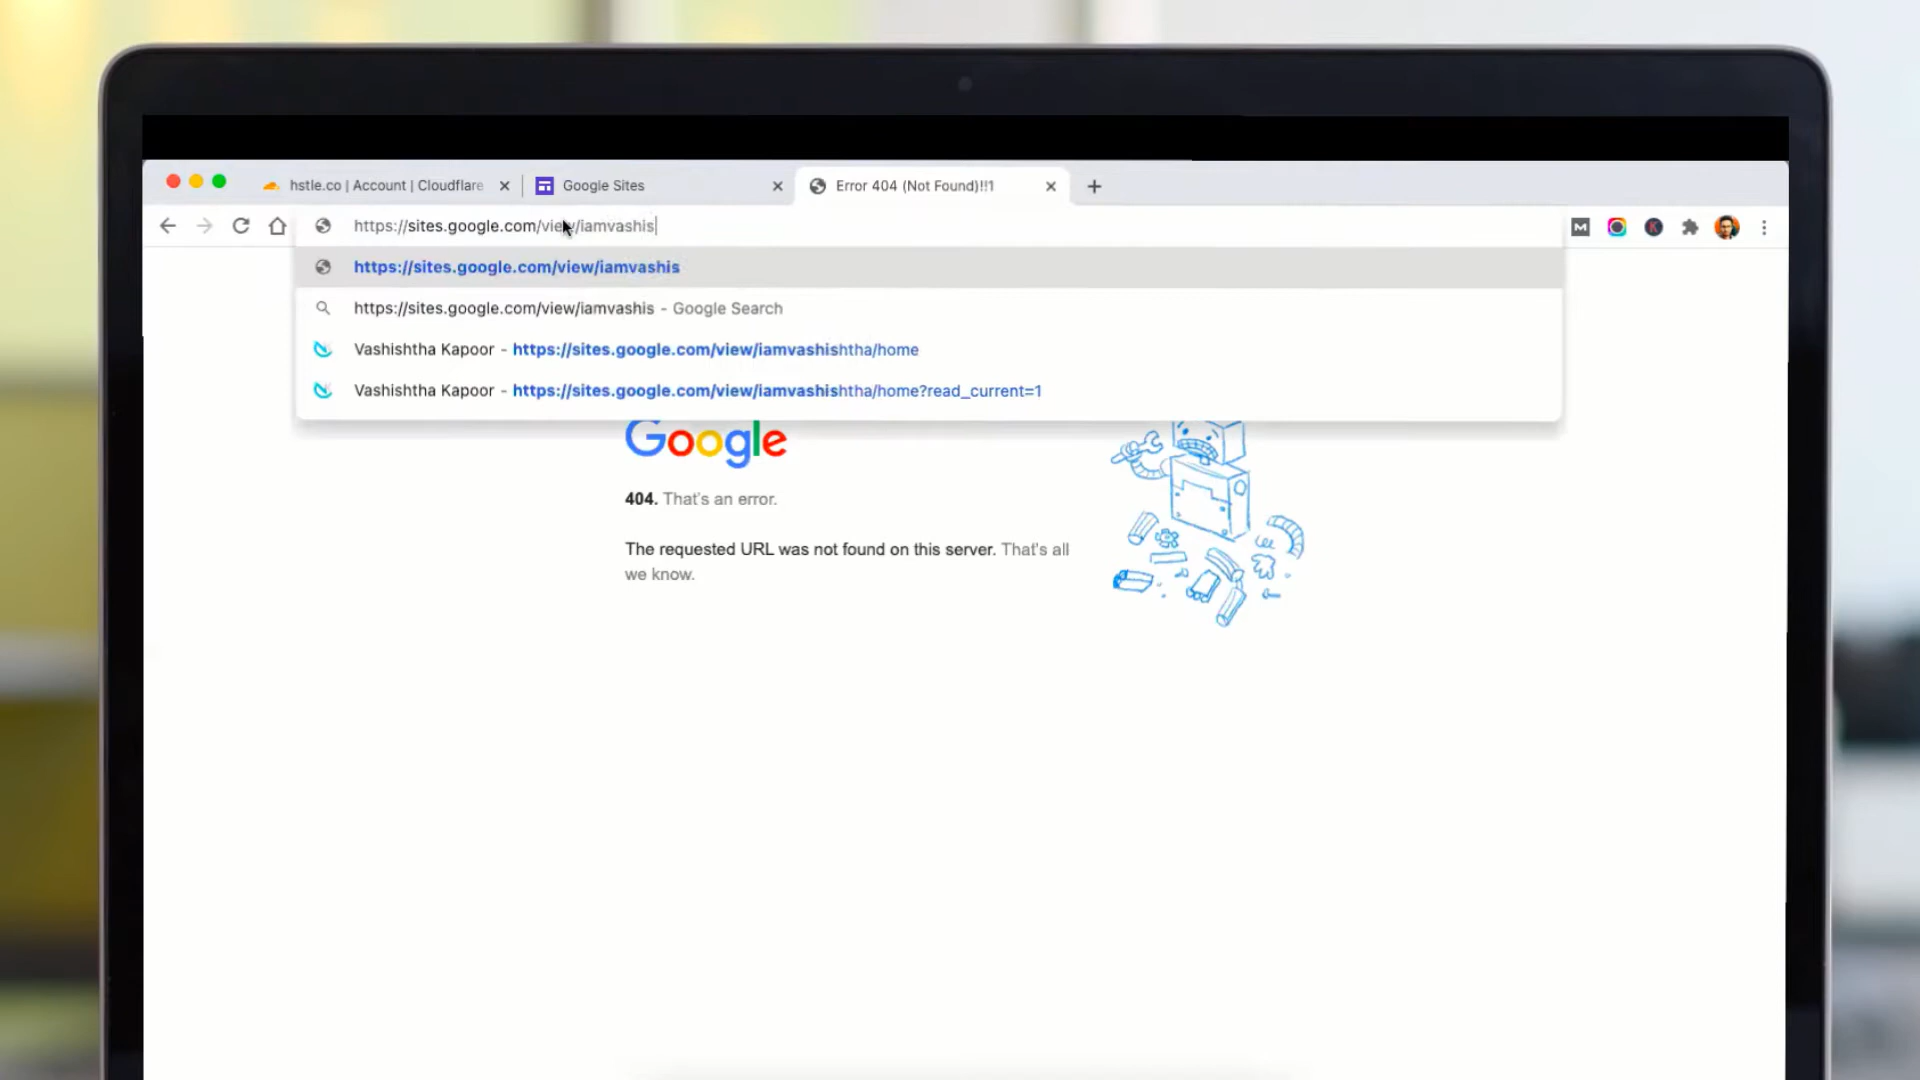 hstle.co | Account | Cloudflare
Google Sites
Error 404 (Not Found)!!1
https://sites.google.com/view/iamvashis
M
K
https://sites.google.com/view/iamvashis
https://sites.google.com/view/iamvashis - Google Search
Vashishtha Kapoor - https://sites.google.com/view/iamvashishtha/home
Vashishtha Kapoor - https://sites.google.com/view/iamvashishtha/home?read_current=1
Google
404. That's an error.
The requested URL was not found on this server. That's all
we know.